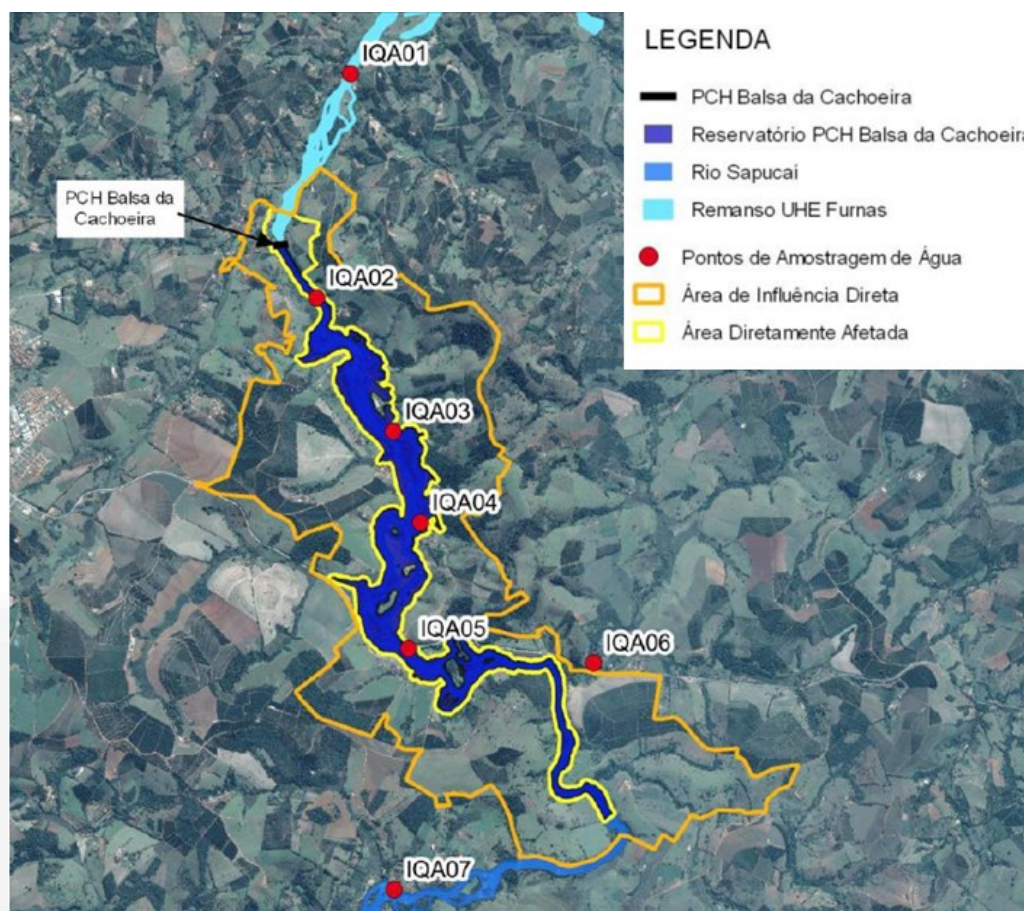 IQA01
PCH Balsa da
Cachoeira
IQA02
IQA03
IQA04
IQA05
IQA06
IQA07
LEGENDA
PCH Balsa da Cachoeira
Reservatório PCH Balsa da Cachoeira
Rio Sapucaí
Remanso UHE Furnas
Pontos de Amostragem de Água
Área de Influência Direta
Área Diretamente Afetada